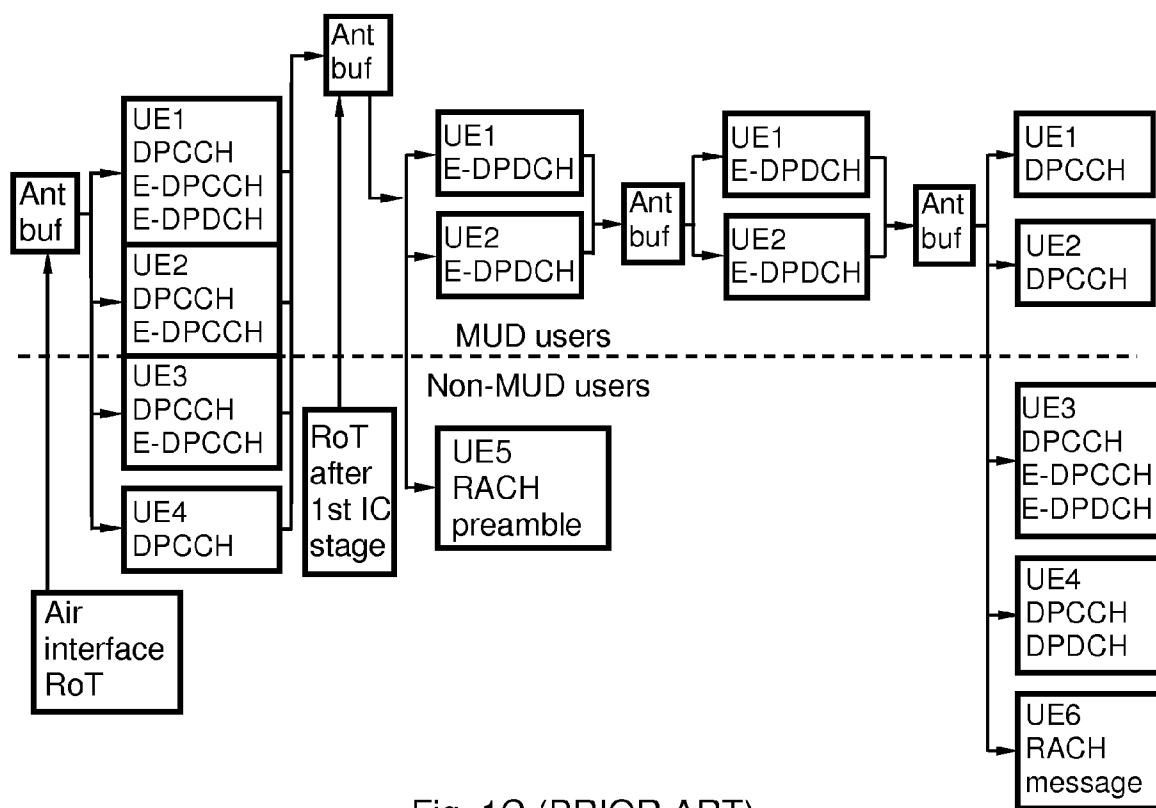 Ant
buf
Air
interface
RoT
UE1
DPCCH
E-DPCCH
E-DPDCH
UE2
DPCCH
E-DPCCH
UE3
DPCCH
E-DPCCH
UE4
DPCCH
Ant
buf
RoT
after
1st IC
stage
UE1
E-DPDCH
UE2
E-DPDCH
MUD users
Non-MUD users
UE5
RACH
preamble
Ant
buf
UE1
E-DPDCH
UE2
E-DPDCH
Ant
buf
UE1
DPCCH
UE2
DPCCH
UE3
DPCCH
E-DPCCH
E-DPDCH
UE4
DPCCH
DPDCH
UE6
RACH
message